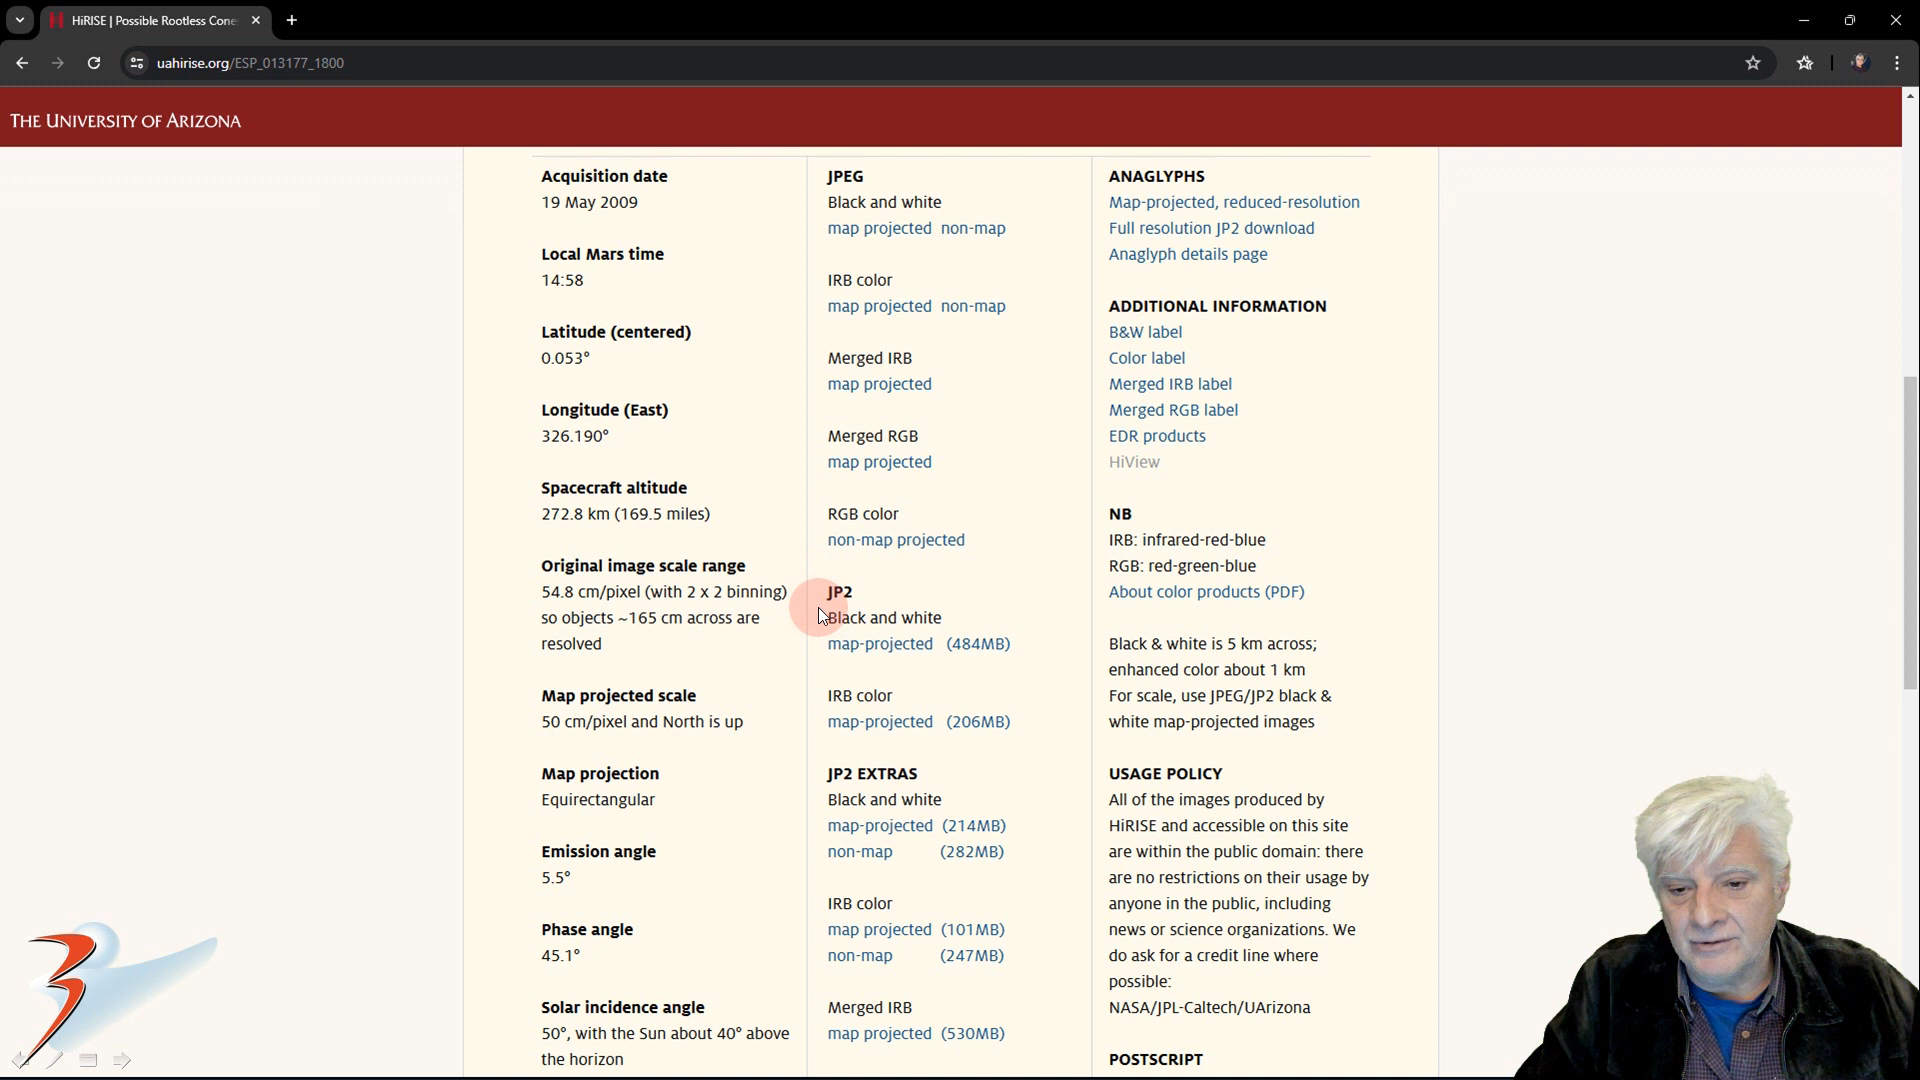 HiRISE | Possible Rootless Cone
uahirise.org/ESP_013177_1800
THE UNIVERSITY OF ARIZONA
Acquisition date
19 May 2009
Local Mars time
14:58
Latitude (centered)
0.053°
Longitude (East)
326.190°
Spacecraft altitude
272.8 km (169.5 miles)
Original image scale range
54.8 cm/pixel (with 2 x 2 binning)
so objects ~165 cm across are
resolved
Map projected scale
50 cm/pixel and North is up
Map projection
Equirectangular
Emission angle
5.5°
Phase angle
45.1°
Solar incidence angle
50°, with the Sun about 40° above
the horizon
JPEG
Black and white
map projected non-map
IRB color
map projected non-map
Merged IRB
map projected
Merged RGB
map projected
RGB color
non-map projected
JP2
Black and white
map-projected (484MB)
IRB color
map-projected (206MB)
JP2 EXTRAS
Black and white
map-projected (214MB)
non-map (282MB)
IRB color
map projected (101MB)
non-map (247MB)
Merged IRB
map projected (530MB)
ANAGLYPHS
Map-projected, reduced-resolution
Full resolution JP2 download
Anaglyph details page
ADDITIONAL INFORMATION
B&W label
Color label
Merged IRB label
Merged RGB label
EDR products
HiView
NB
IRB: infrared-red-blue
RGB: red-green-blue
About color products (PDF)
Black & white is 5 km across;
enhanced color about 1 km
For scale, use JPEG/JP2 black &
white map-projected images
USAGE POLICY
All of the images produced by
HiRISE and accessible on this site
are within the public domain: there
are no restrictions on their usage by
anyone in the public, including
news or science organizations. We
do ask for a credit line where
possible:
NASA/JPL-Caltech/UArizona
POSTSCRIPT